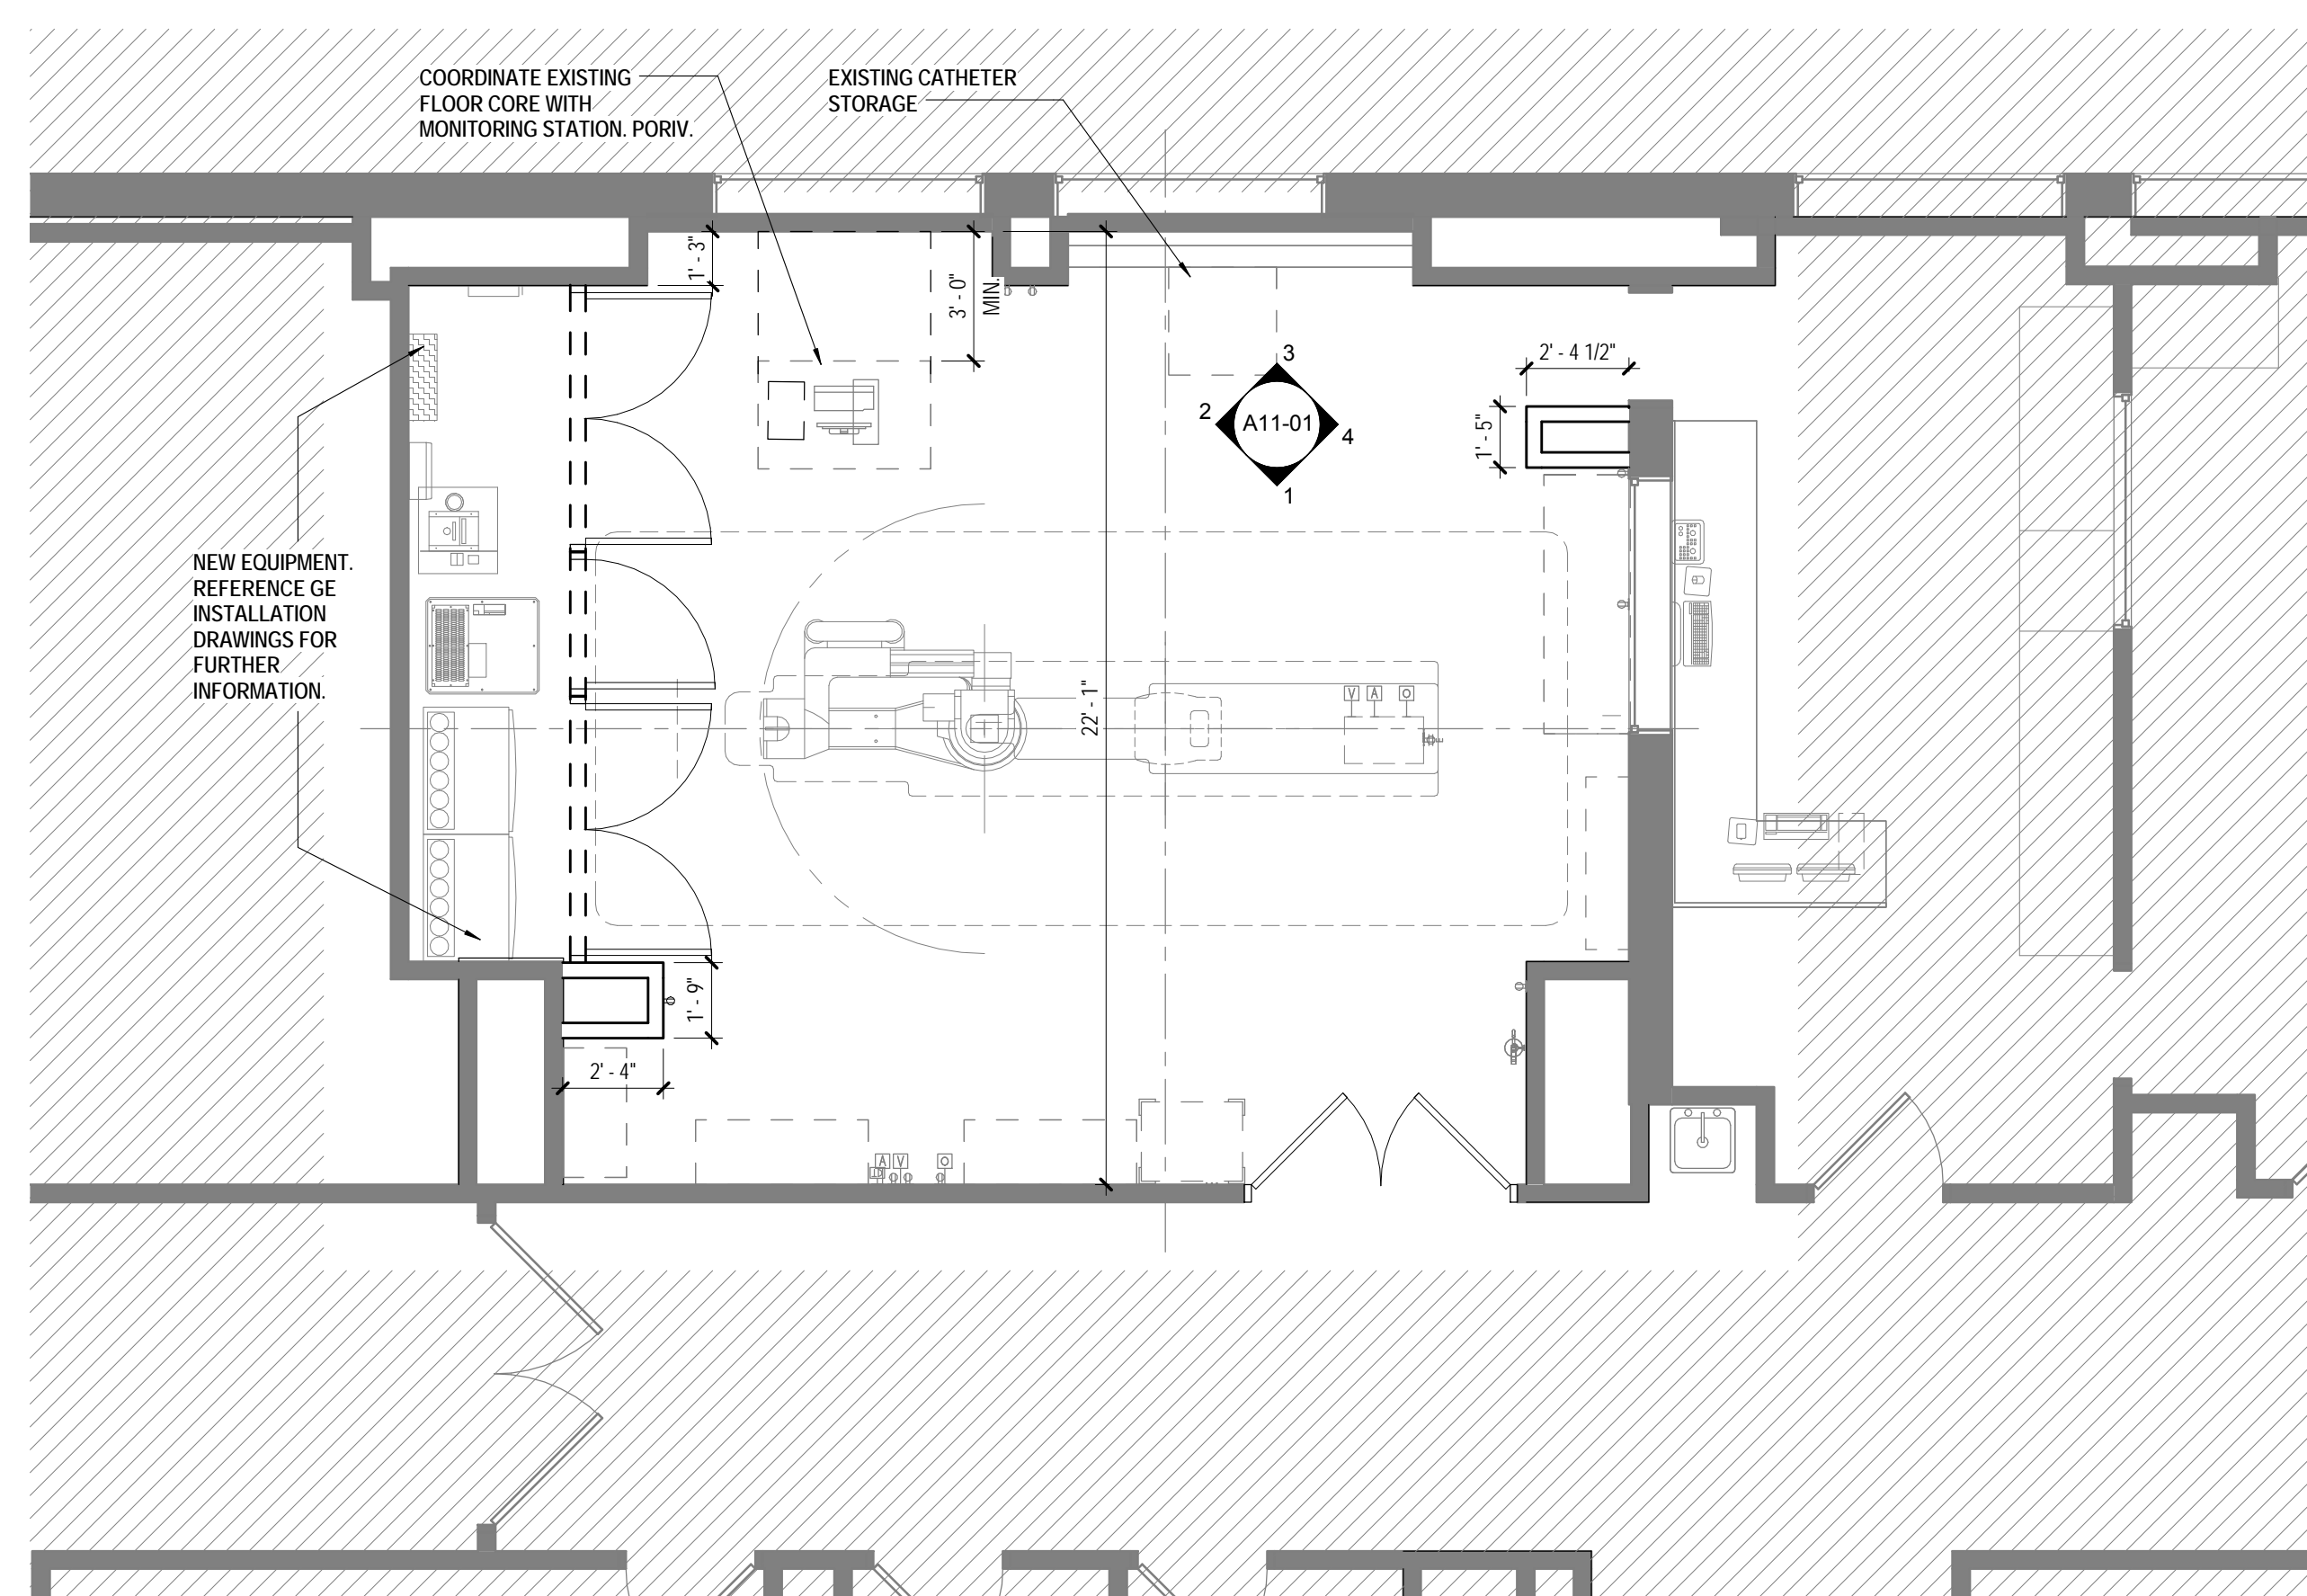 COORDINATE EXISTING
FLOOR CORE WITH
MONITORING STATION. PORIV.
EXISTING CATHETER
STORAGE
1' - 3"
3' - 0"
MIN.
2' - 4 1/2"
1' - 5"
3
2
A11-01
4
1
NEW EQUIPMENT.
REFERENCE GE
INSTALLATION
DRAWINGS FOR
FURTHER
INFORMATION.
22' - 1"
V A O
1' - 9"
2' - 4"
A V O